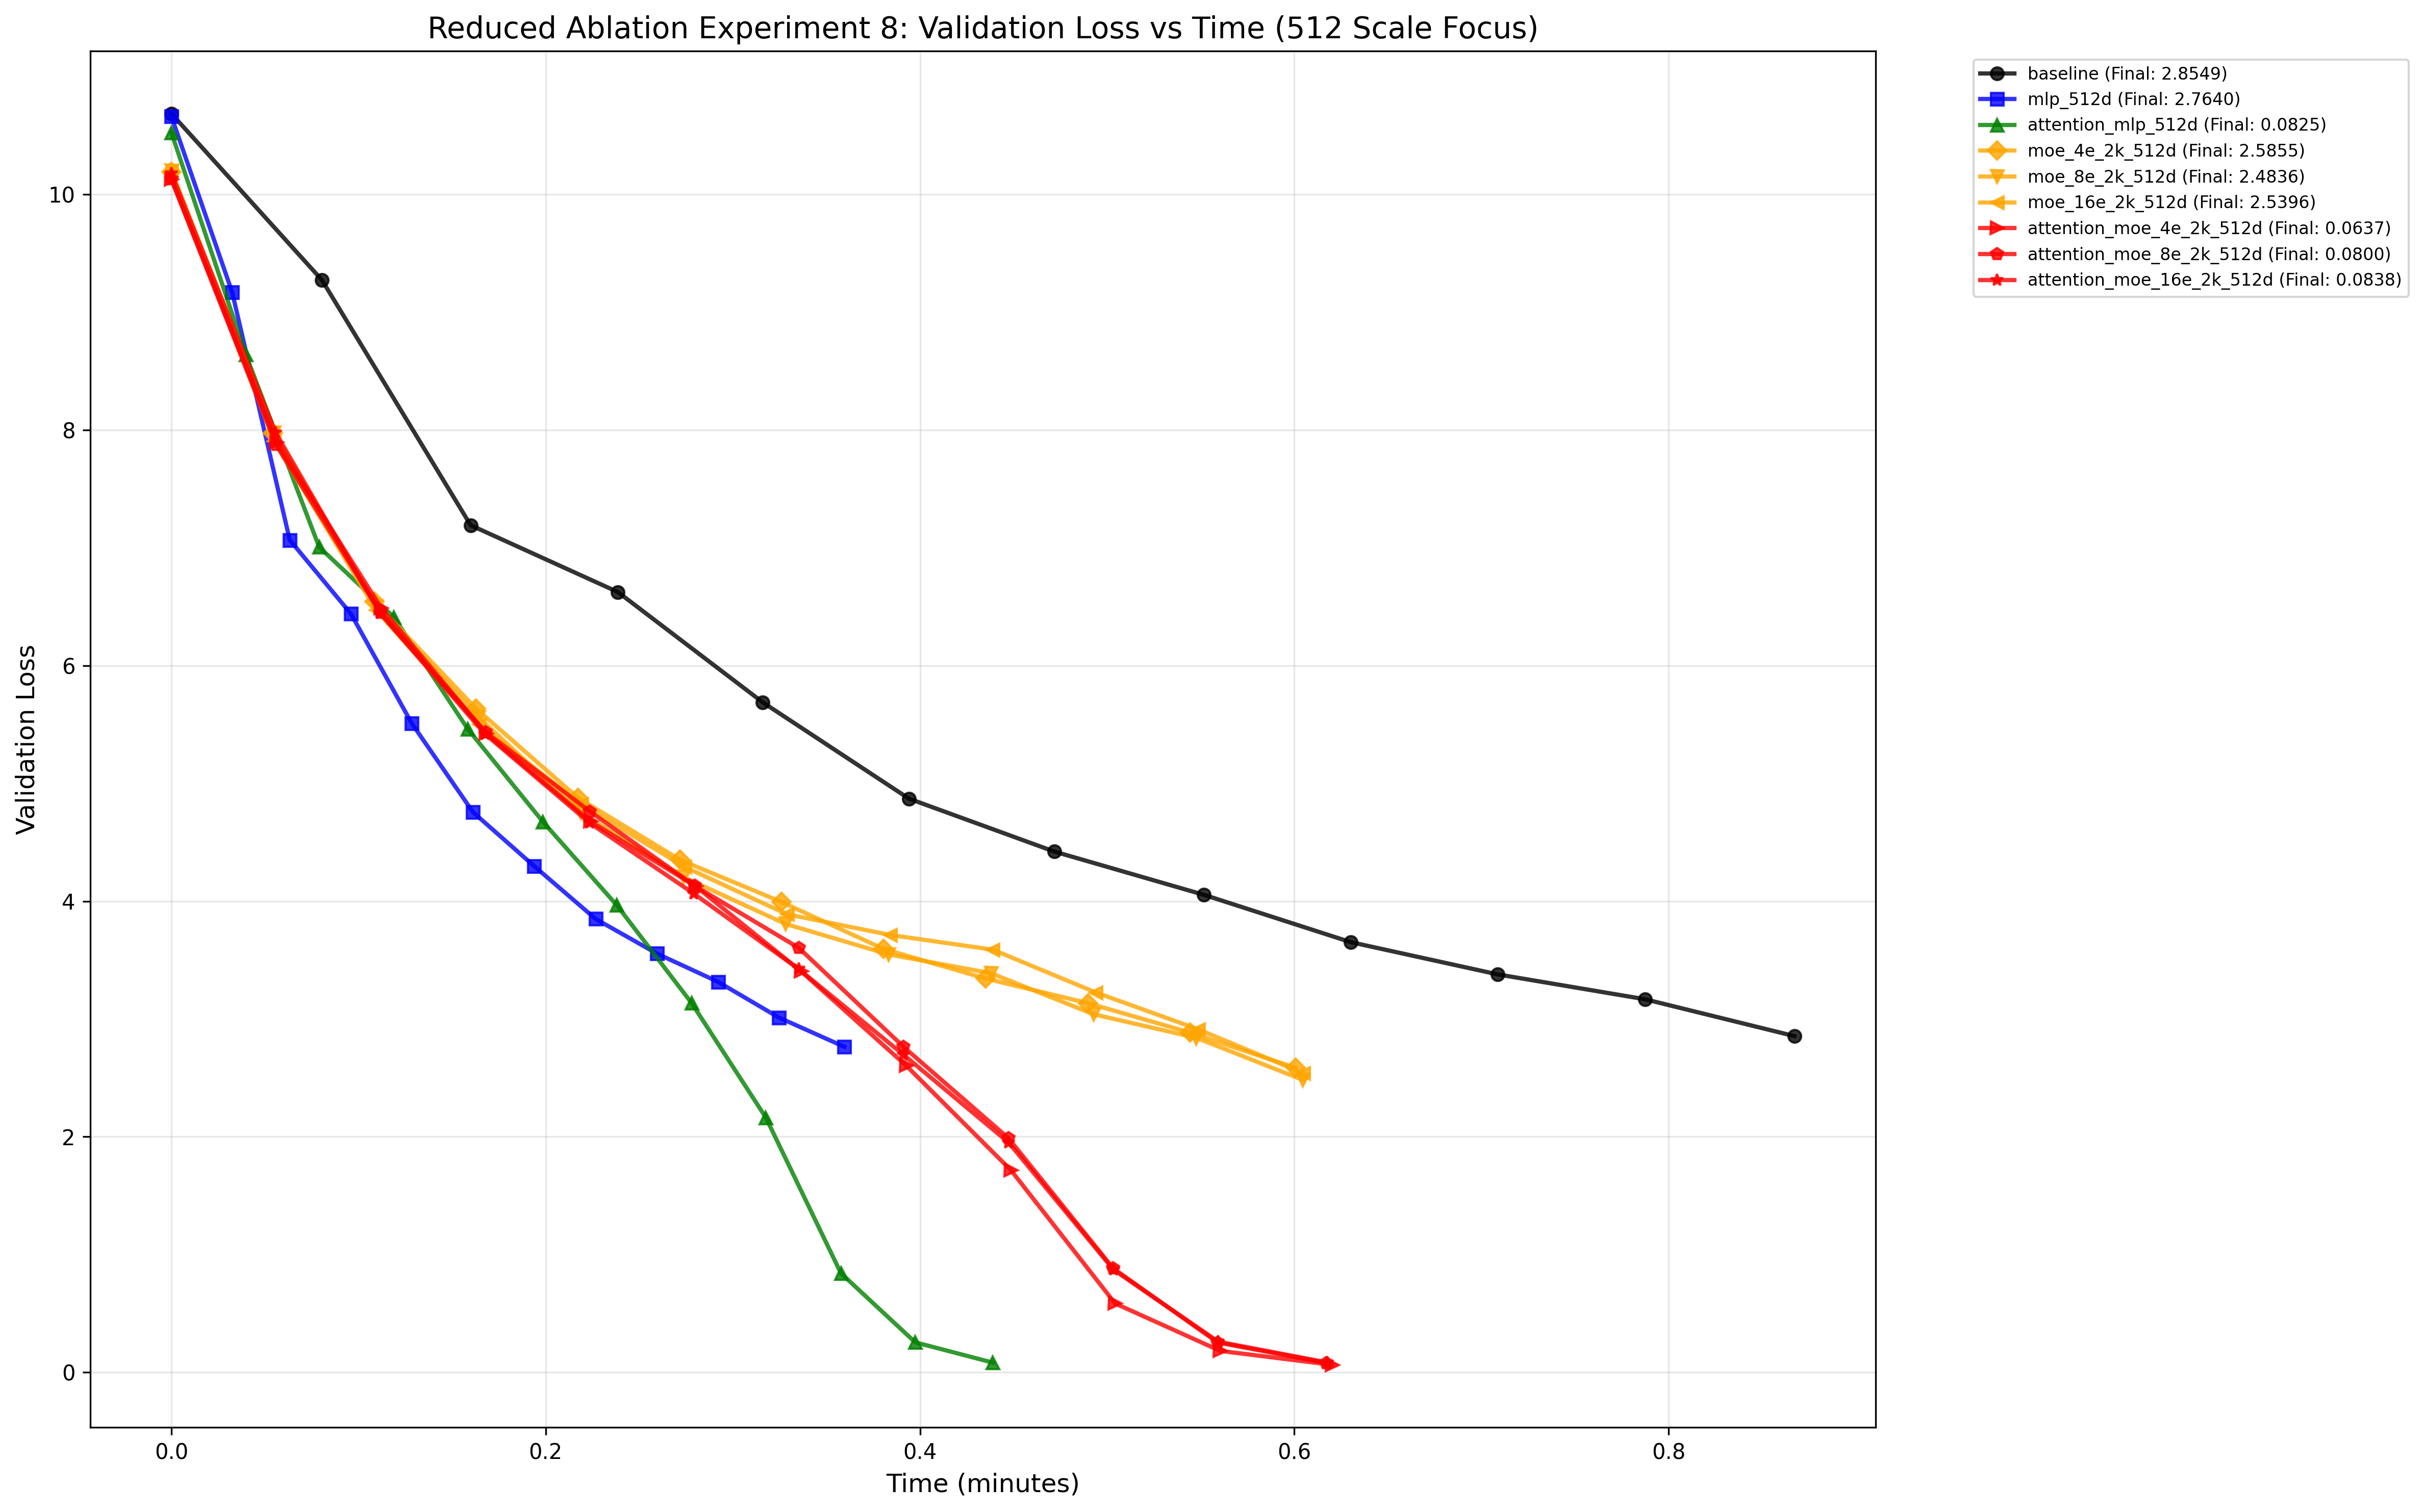 Reduced Ablation Experiment 8: Validation Loss vs Time (512 Scale Focus)
Validation Loss
10
8
6
4
2
0
0.0
0.2
0.4
0.6
0.8
Time (minutes)
baseline (Final: 2.8549)
mlp_512d (Final: 2.7640)
attention_mlp_512d (Final: 0.0825)
moe_4e_2k_512d (Final: 2.5855)
moe_8e_2k_512d (Final: 2.4836)
moe_16e_2k_512d (Final: 2.5396)
attention_moe_4e_2k_512d (Final: 0.0637)
attention_moe_8e_2k_512d (Final: 0.0800)
attention_moe_16e_2k_512d (Final: 0.0838)